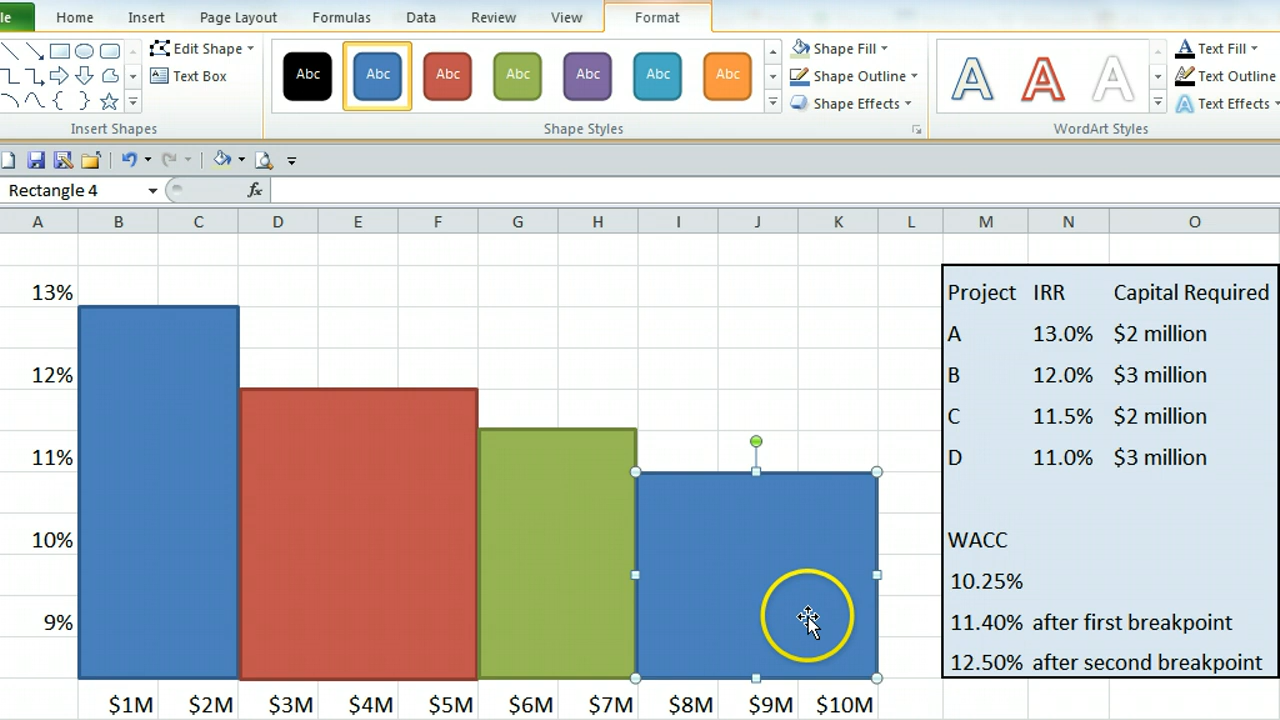 le Home Insert Page Layout Formulas Data Review View Format
Edit Shape
Text Box
Abc Abc Abc Abc Abc Abc Abc
Shape Fill
Shape Outline
Shape Effects
A A A
Text Fill
Text Outline
Text Effects
Insert Shapes Shape Styles WordArt Styles
Rectangle 4 fx
A B C D E F G H I J K L M N O
13%
12%
11%
10%
9%
$1M $2M $3M $4M $5M $6M $7M $8M $9M $10M
Project IRR Capital Required
A 13.0% $2 million
B 12.0% $3 million
C 11.5% $2 million
D 11.0% $3 million
WACC
10.25%
11.40% after first breakpoint
12.50% after second breakpoint